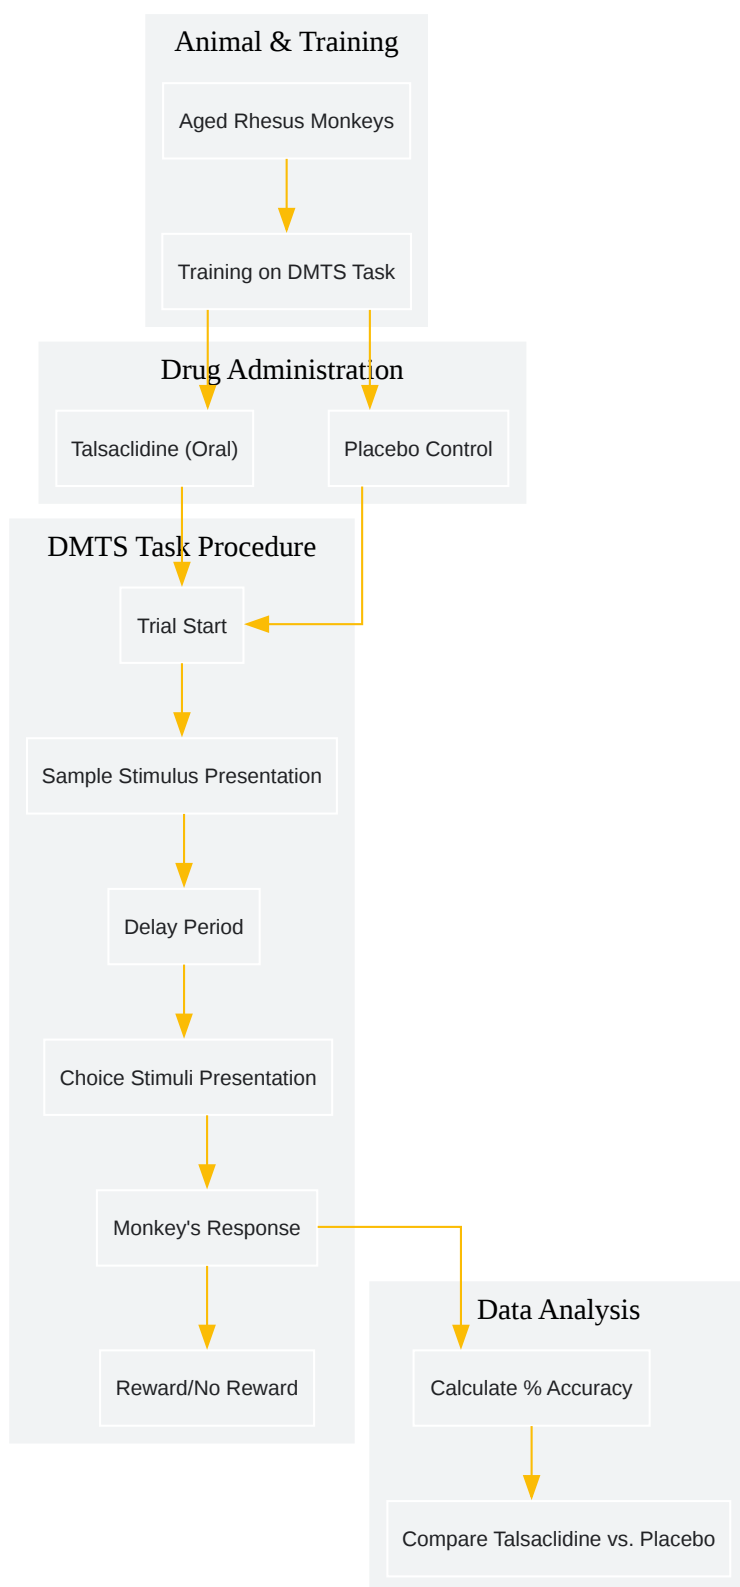 Animal & Training
Aged Rhesus Monkeys
Training on DMTS Task
Drug Administration
Talsaclidine (Oral)
Placebo Control
DMTS Task Procedure
Trial Start
Sample Stimulus Presentation
Delay Period
Choice Stimuli Presentation
Monkey's Response
Reward/No Reward
Data Analysis
Calculate % Accuracy
Compare Talsaclidine vs. Placebo